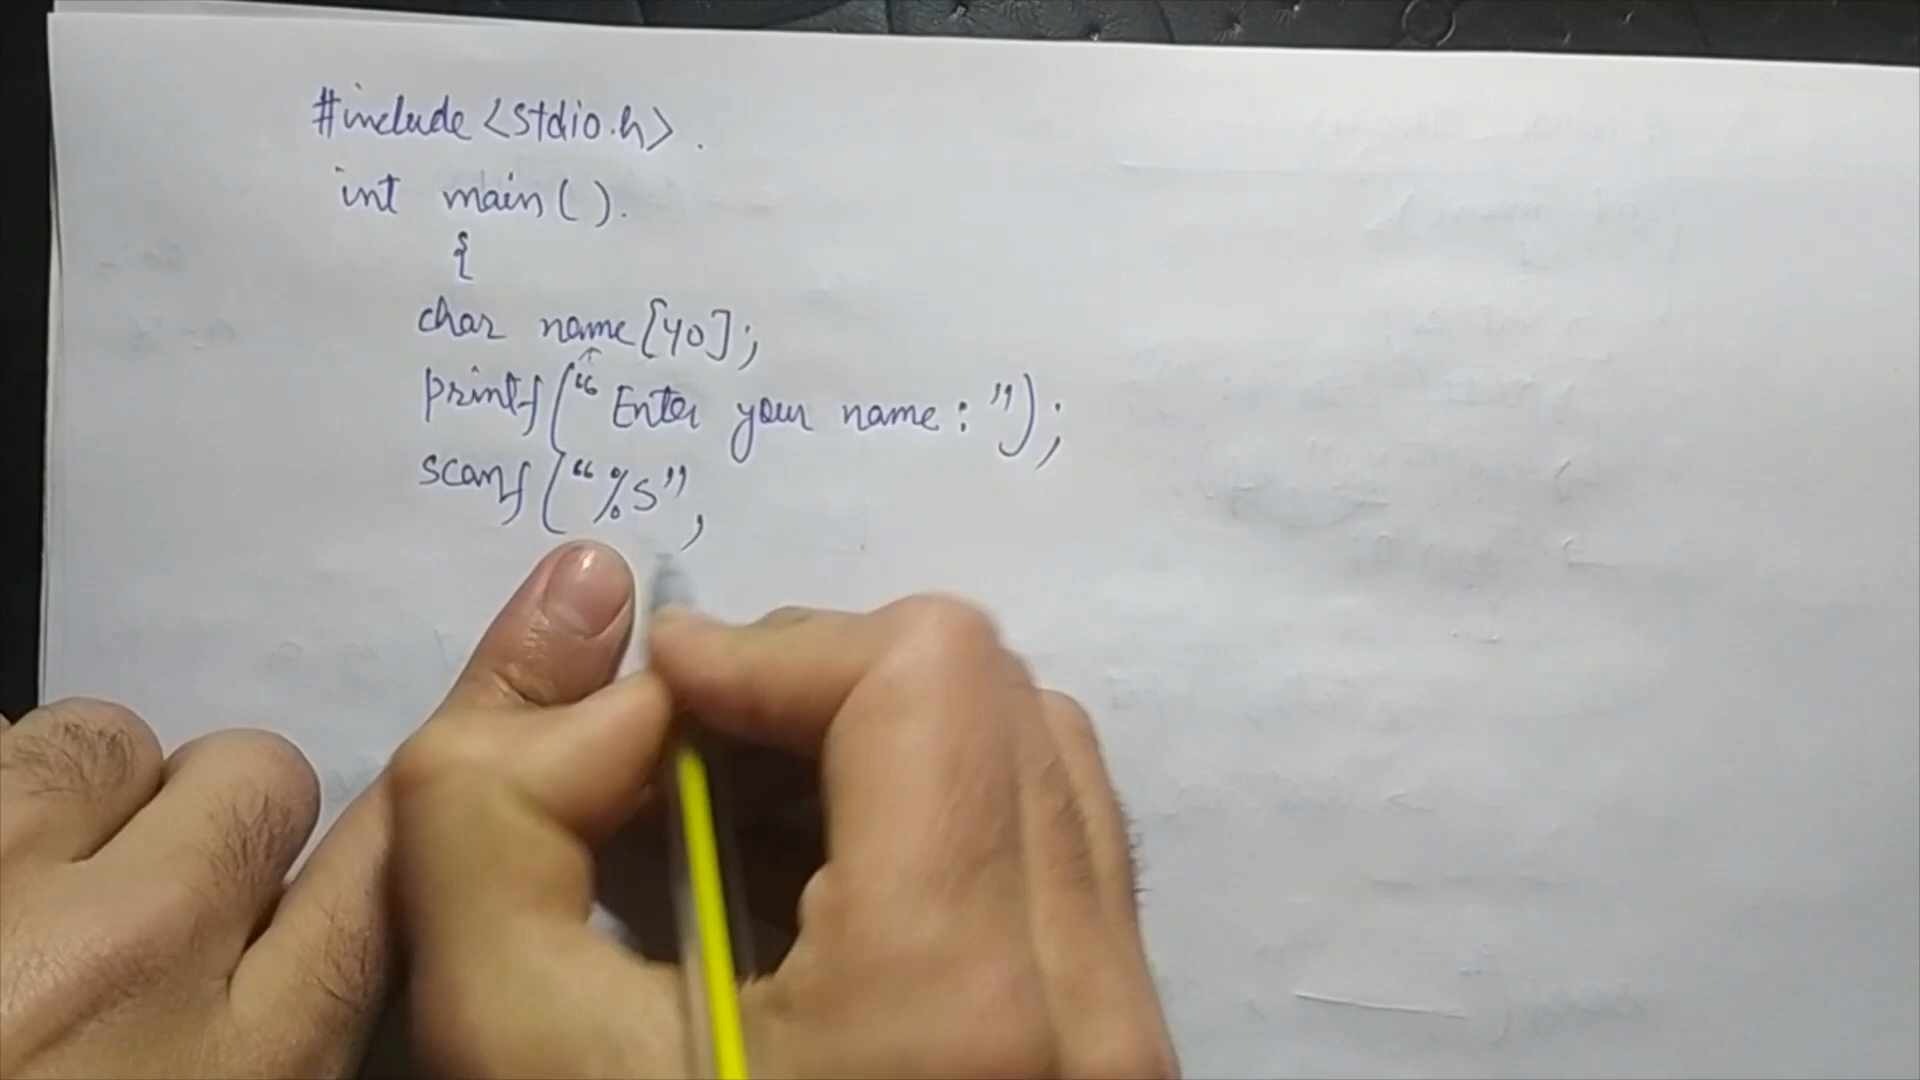 #include <stdio.h>.
int main().
{
char name[40];
printf(“Enter your name : ”);
scanf(“%s”,